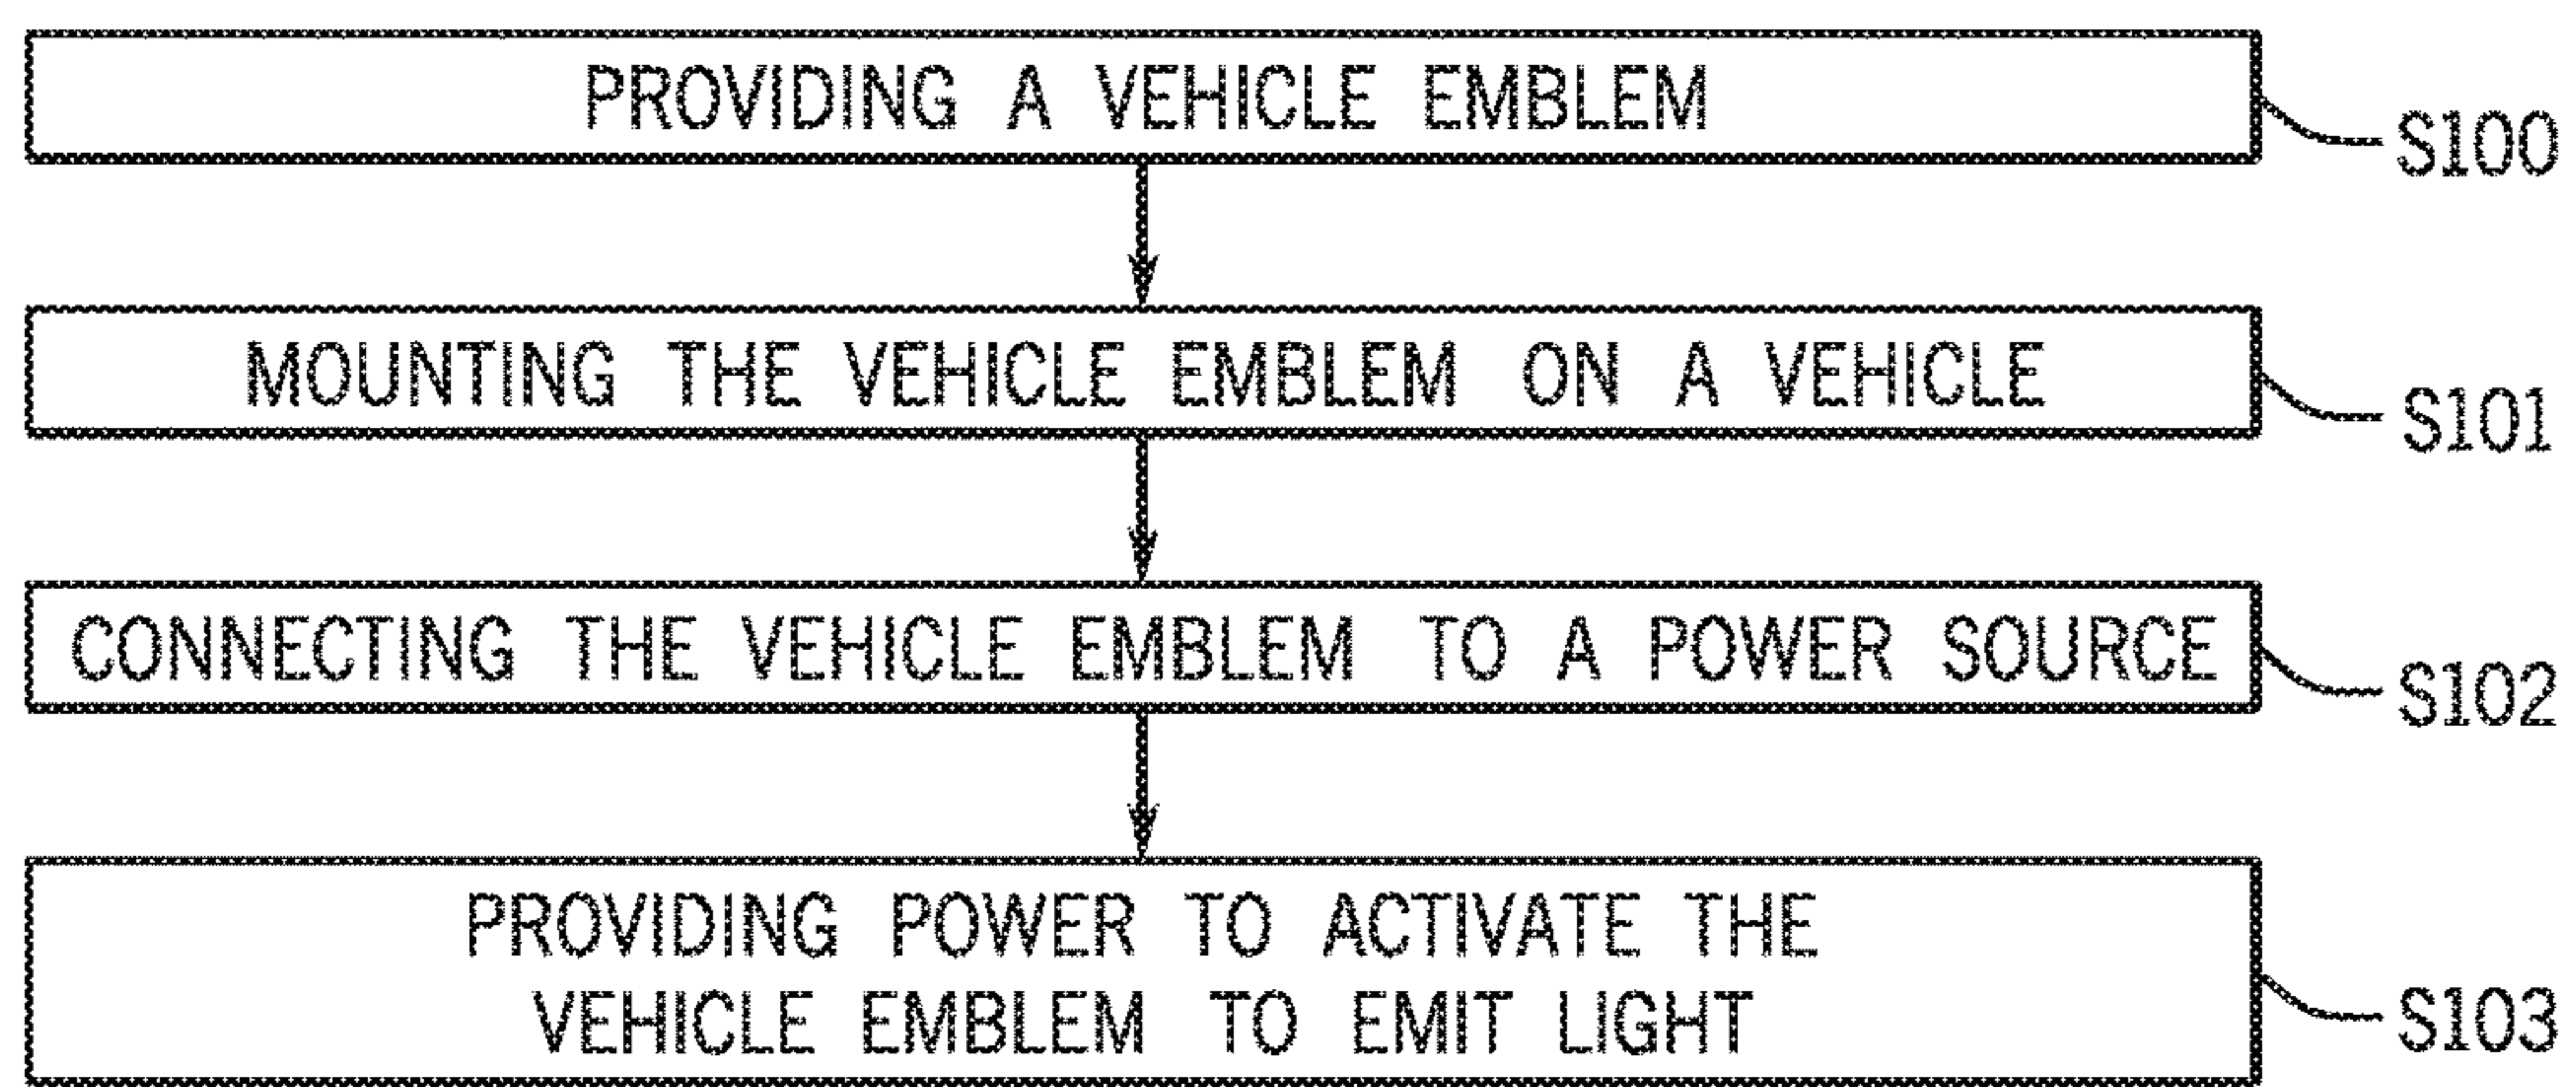 PROVIDING A VEHICLE EMBLEM
S100
MOUNTING THE VEHICLE EMBLEM ON A VEHICLE
S101
CONNECTING THE VEHICLE EMBLEM TO A POWER SOURCE
S102
PROVIDING POWER TO ACTIVATE THE
VEHICLE EMBLEM TO EMIT LIGHT
S103